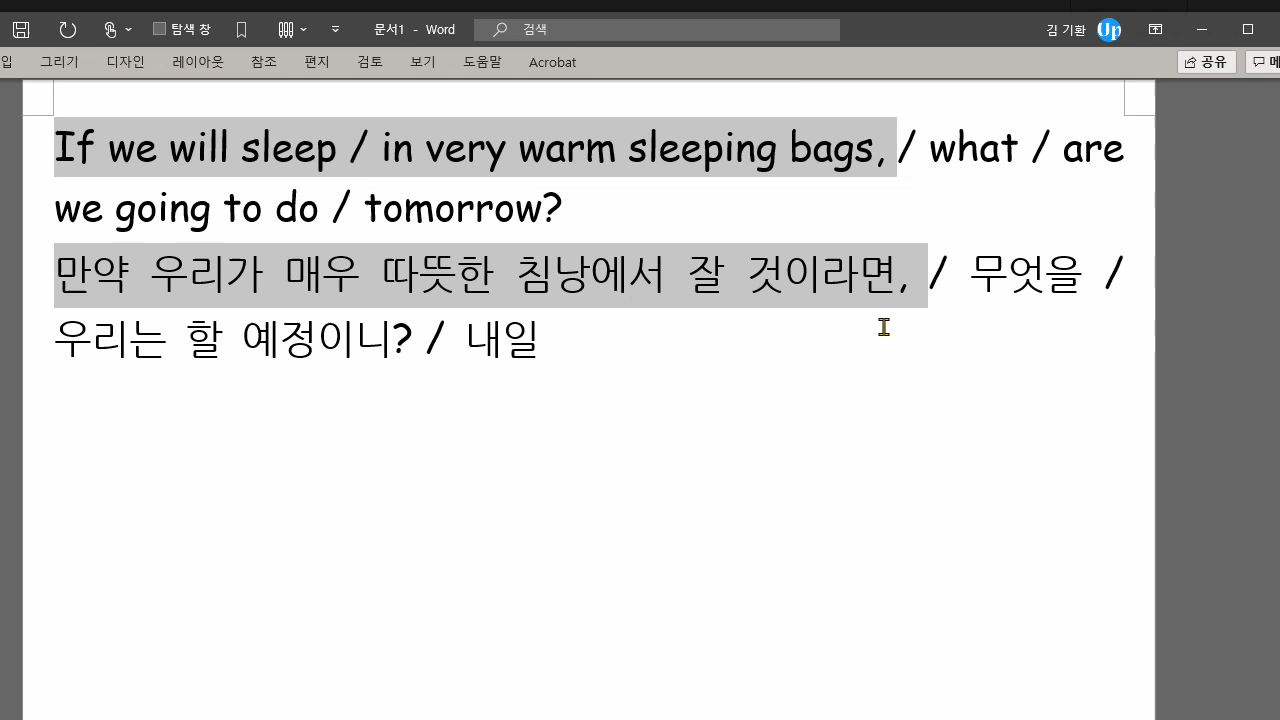 탐색 창
문서1 - Word
검색
김 기환
Up
입 그리기 디자인 레이아웃 참조 편지 검토 보기 도움말 Acrobat
공유
메
If we will sleep / in very warm sleeping bags, / what / are
we going to do / tomorrow?
만약 우리가 매우 따뜻한 침낭에서 잘 것이라면, / 무엇을 /
우리는 할 예정이니? / 내일